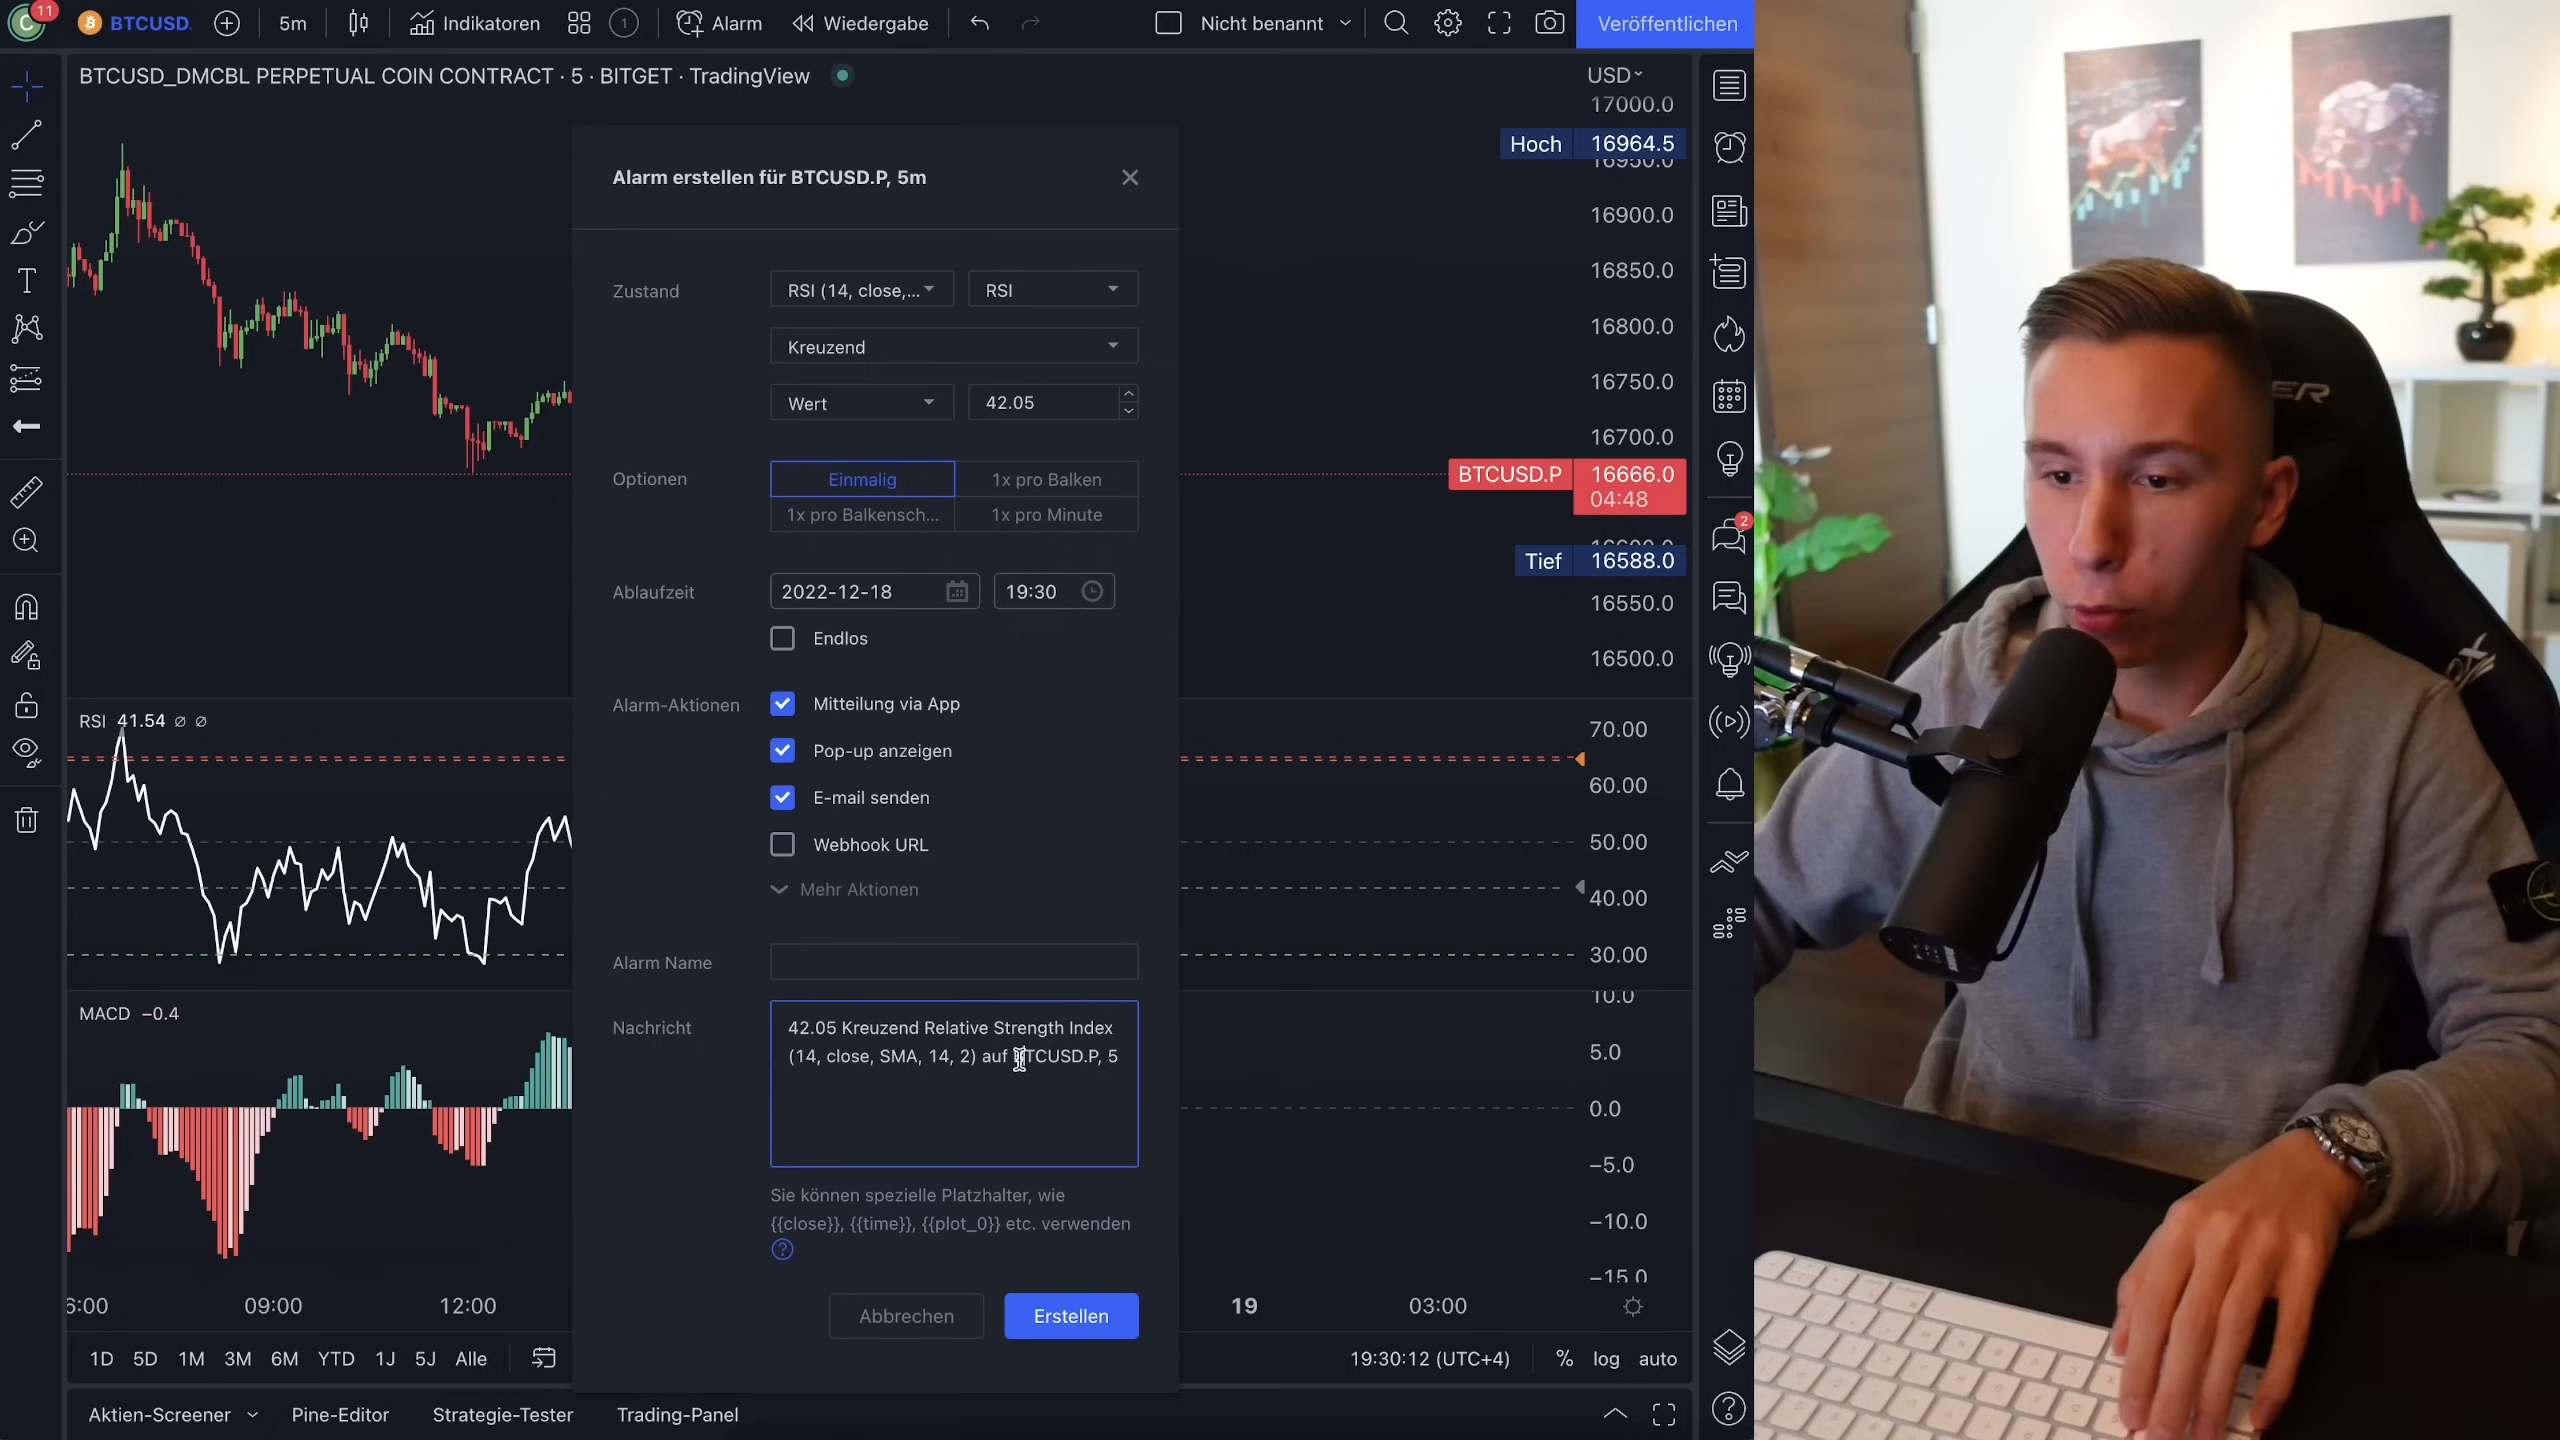 11
C
BTCUSD.
5m
Indikatoren
1
Alarm
Wiedergabe
Nicht benannt
Veröffentlichen
BTCUSD_DMCBL PERPETUAL COIN CONTRACT · 5 · BITGET · TradingView
USD
17000.0
Hoch 16964.5
16950.0
16900.0
16850.0
16800.0
16750.0
16700.0
BTCUSD.P 16666.0
04:48
Tief 16588.0
16550.0
16500.0
Alarm erstellen für BTCUSD.P, 5m
Zustand
RSI (14, close,...
RSI
Kreuzend
Wert
42.05
Optionen
Einmalig
1x pro Balken
1x pro Balkensch...
1x pro Minute
Ablaufzeit
2022-12-18
19:30
Endlos
Alarm-Aktionen
Mitteilung via App
Pop-up anzeigen
E-mail senden
Webhook URL
Mehr Aktionen
Alarm Name
Nachricht
42.05 Kreuzend Relative Strength Index
(14, close, SMA, 14, 2) auf BTCUSD.P, 5
Sie können spezielle Platzhalter, wie
{{close}}, {{time}}, {{plot_0}} etc. verwenden
?
Abbrechen
Erstellen
RSI 41.54 ∅ ∅
70.00
60.00
50.00
40.00
30.00
MACD −0.4
10.0
5.0
0.0
−5.0
−10.0
−15.0
09:00
12:00
19
03:00
1D 5D 1M 3M 6M YTD 1J 5J Alle
19:30:12 (UTC+4)
% log auto
Aktien-Screener
Pine-Editor
Strategie-Tester
Trading-Panel
2
?